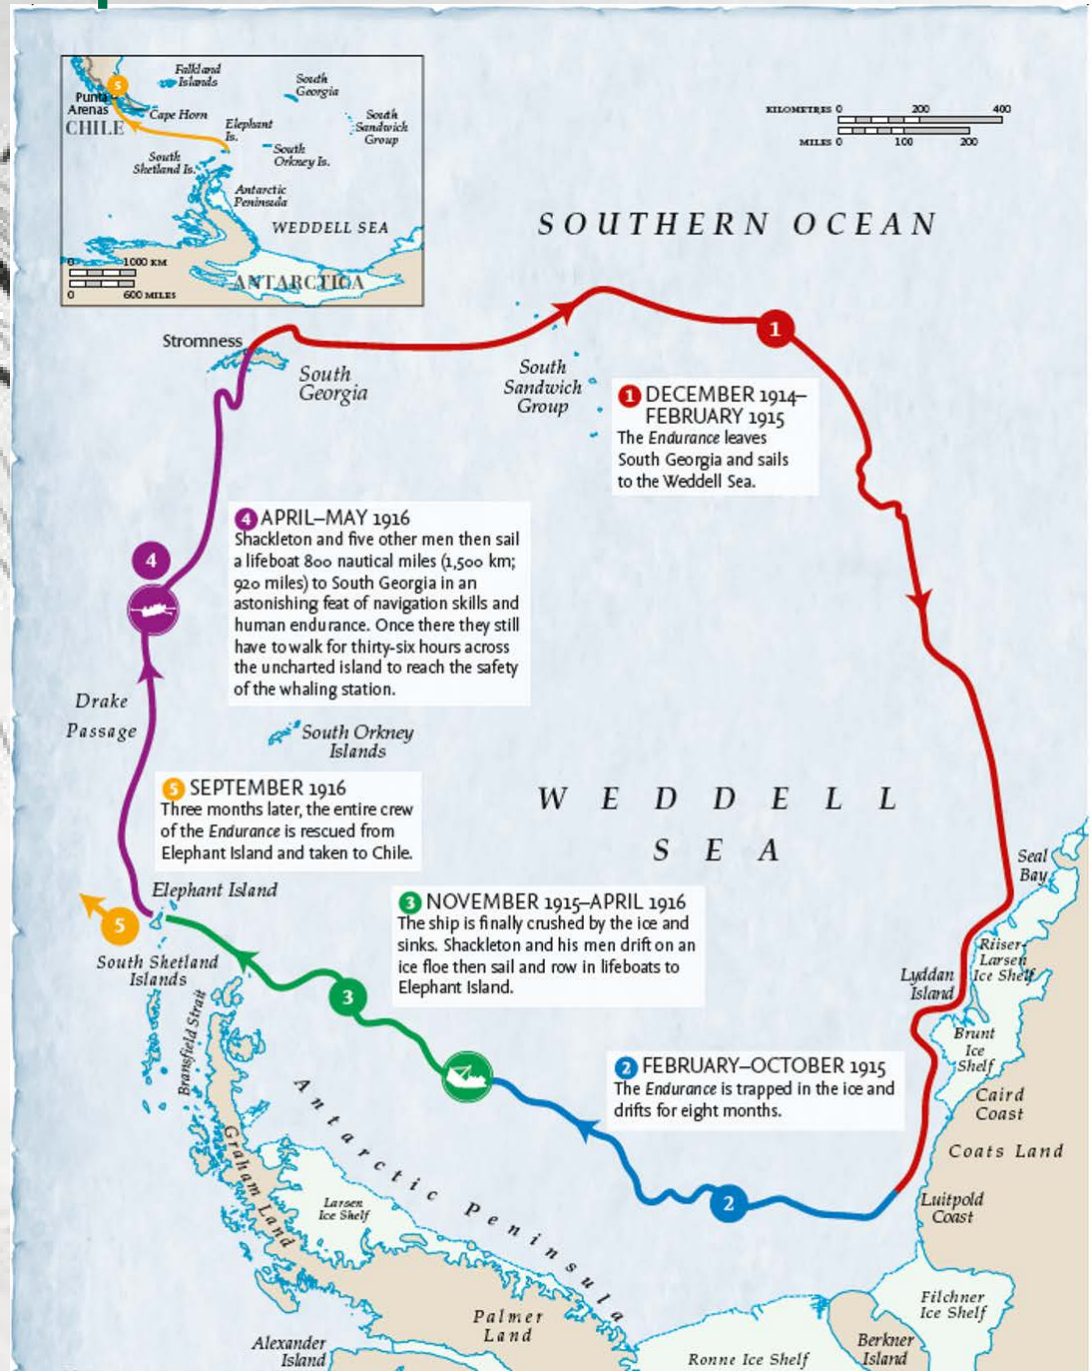 Falkland
Islands
South
Georgia
5
Punta
Arenas
Cape Horn
CHILE
South
Sandwich
Group
Elephant
Is.
South
Orkney Is.
South
Shetland Is.
Antarctic
Peninsula
WEDDELL SEA
0 1000 KM
ANTARCTICA
0 600 MILES
KILOMETRES 0 200 400
MILES 0 100 200
SOUTHERN OCEAN
Stromness
South
Georgia
South
Sandwich
Group
1
1 DECEMBER 1914–
FEBRUARY 1915
The Endurance leaves
South Georgia and sails
to the Weddell Sea.
4
4 APRIL–MAY 1916
Shackleton and five other men then sail
a lifeboat 800 nautical miles (1,500 km;
920 miles) to South Georgia in an
astonishing feat of navigation skills and
human endurance. Once there they still
have to walk for thirty-six hours across
the uncharted island to reach the safety
of the whaling station.
Drake
Passage
South Orkney
Islands
5 SEPTEMBER 1916
Three months later, the entire crew
of the Endurance is rescued from
Elephant Island and taken to Chile.
WEDDELL
SEA
Seal
Bay
Elephant Island
5
South Shetland
Islands
3 NOVEMBER 1915–APRIL 1916
The ship is finally crushed by the ice and
sinks. Shackleton and his men drift on an
ice floe then sail and row in lifeboats to
Elephant Island.
3
Riiser-
Larsen
Ice Shelf
Lyddan
Island
Bransfield Strait
Brunt
Ice
Shelf
2 FEBRUARY–OCTOBER 1915
The Endurance is trapped in the ice and
drifts for eight months.
Caird
Coast
Coats Land
Antarctic Peninsula
Graham Land
2
Larsen
Ice Shelf
Luitpold
Coast
Filchner
Ice Shelf
Palmer
Land
Alexander
Island
Berkner
Island
Ronne Ice Shelf